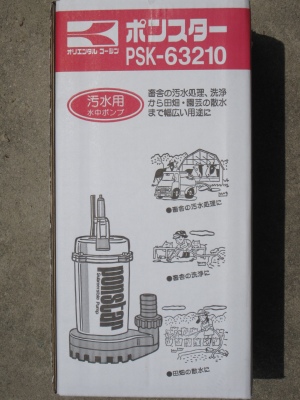 オリエンタル コーシン
ポンスター
PSK-63210
汚水用
水中ポンプ
畜舎の汚水処理、洗浄
から田畑・園芸の散水
まで幅広い用途に
●畜舎の汚水処理に
●畜舎の洗浄に
●田畑の散水に
ponstar
Submersible Pump